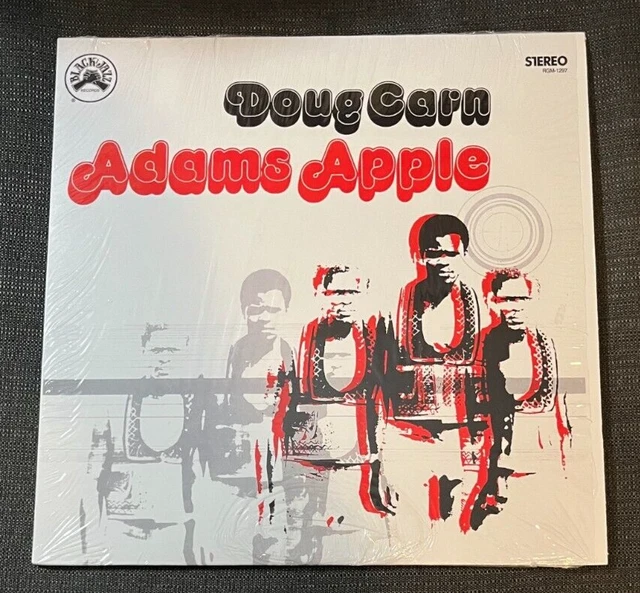 BLACK JAZZ
RECORDS
®
STEREO
RGM-1297
Doug Carn
Adams Apple